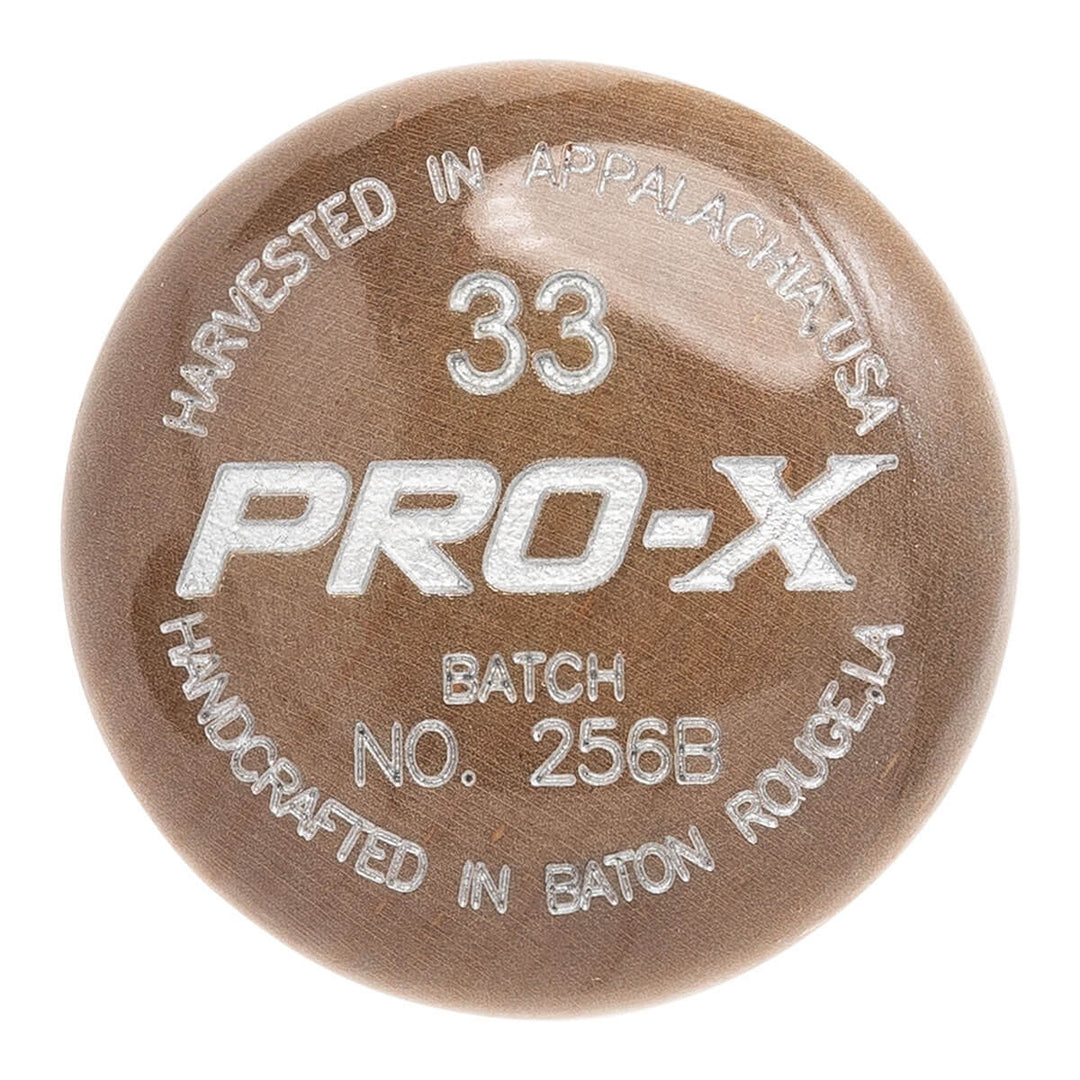 HARVESTED IN APPALACHIA, USA
33
PRO-X
BATCH
NO. 256B
HANDCRAFTED IN BATON ROUGE, LA